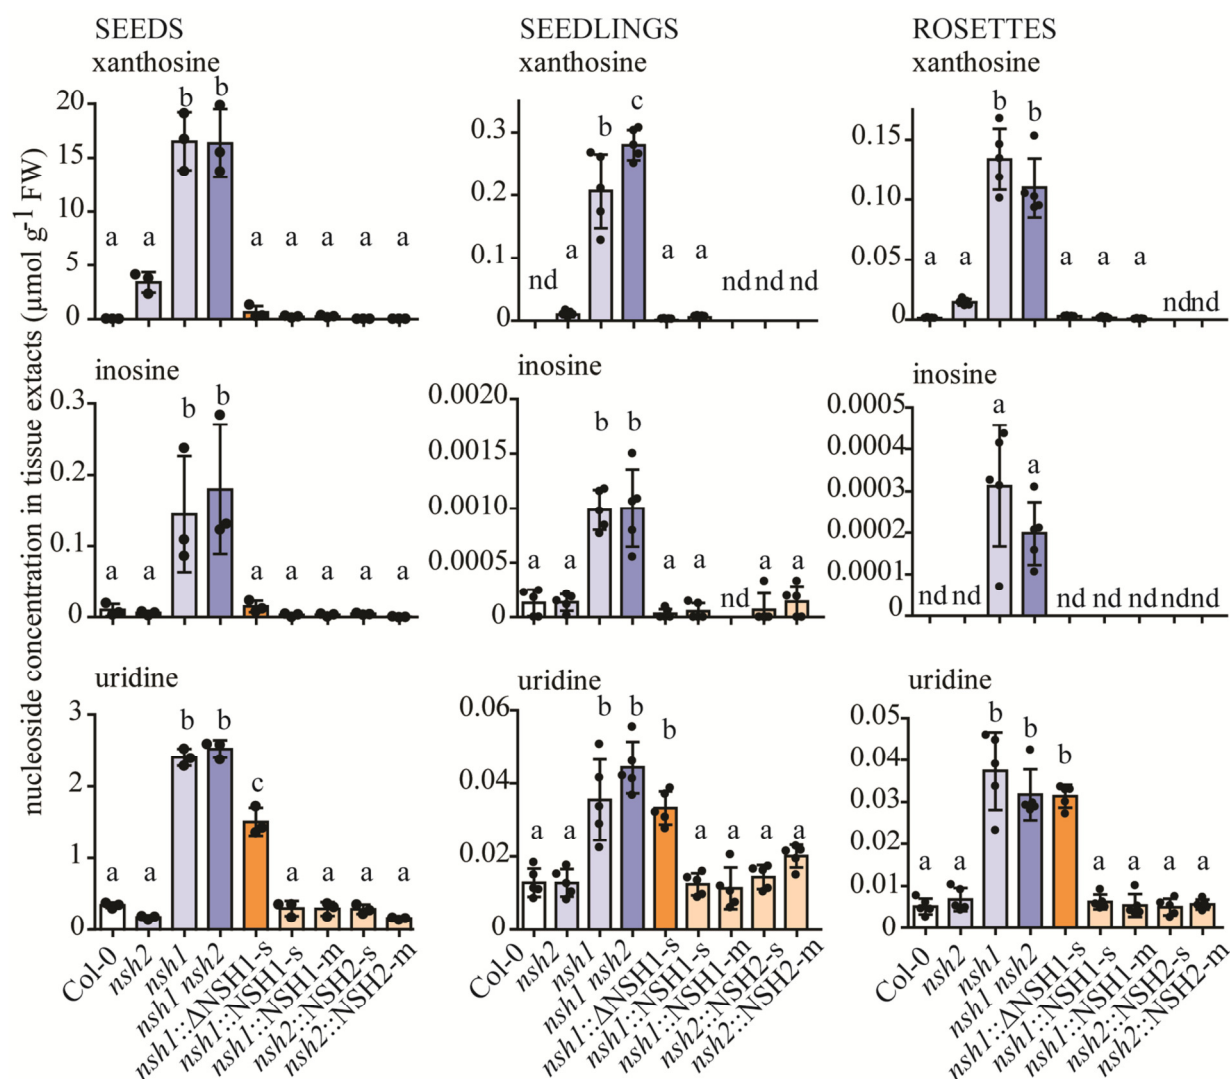 SEEDS
xanthosine
SEEDLINGS
xanthosine
ROSETTES
xanthosine
nucleoside concentration in tissue extacts (µmol g-1 FW)
20
15
10
5
0
a a b b a a a a a
0.3
0.2
0.1
0
nd a b c a a nd nd nd
0.15
0.10
0.05
0
a a b b a a a nd nd
inosine
0.3
0.2
0.1
0
a a b b a a a a a
inosine
0.0020
0.0015
0.0010
0.0005
0
a a b b a a nd a a
inosine
0.0005
0.0004
0.0003
0.0002
0.0001
0
nd nd a a nd nd nd nd nd
uridine
3
2
1
0
a a b b c a a a a
uridine
0.06
0.04
0.02
0
a a b b b a a a a
uridine
0.05
0.04
0.03
0.02
0.01
0
a a b b b a a a a
Col-0
nsh2
nsh1
nsh1 nsh2
nsh1::ΔNSH1-s
nsh1::NSH1-s
nsh1::NSH1-m
nsh2::NSH2-s
nsh2::NSH2-m
Col-0
nsh2
nsh1
nsh1 nsh2
nsh1::ΔNSH1-s
nsh1::NSH1-s
nsh1::NSH1-m
nsh2::NSH2-s
nsh2::NSH2-m
Col-0
nsh2
nsh1
nsh1 nsh2
nsh1::ΔNSH1-s
nsh1::NSH1-s
nsh1::NSH1-m
nsh2::NSH2-s
nsh2::NSH2-m